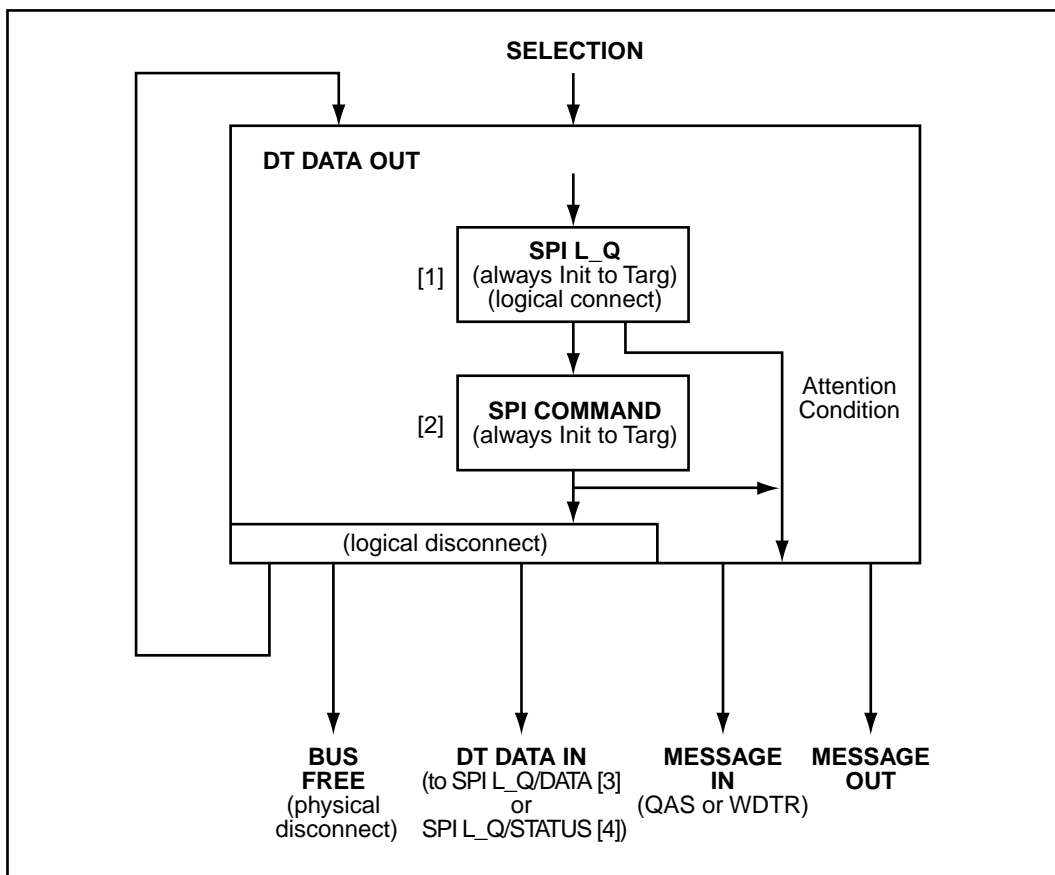 SELECTION
DT DATA OUT
[1]
SPI L_Q
(always Init to Targ)
(logical connect)
Attention
Condition
[2]
SPI COMMAND
(always Init to Targ)
(logical disconnect)
BUS
FREE
(physical
disconnect)
DT DATA IN
(to SPI L_Q/DATA [3]
or
SPI L_Q/STATUS [4])
MESSAGE
IN
(QAS or WDTR)
MESSAGE
OUT